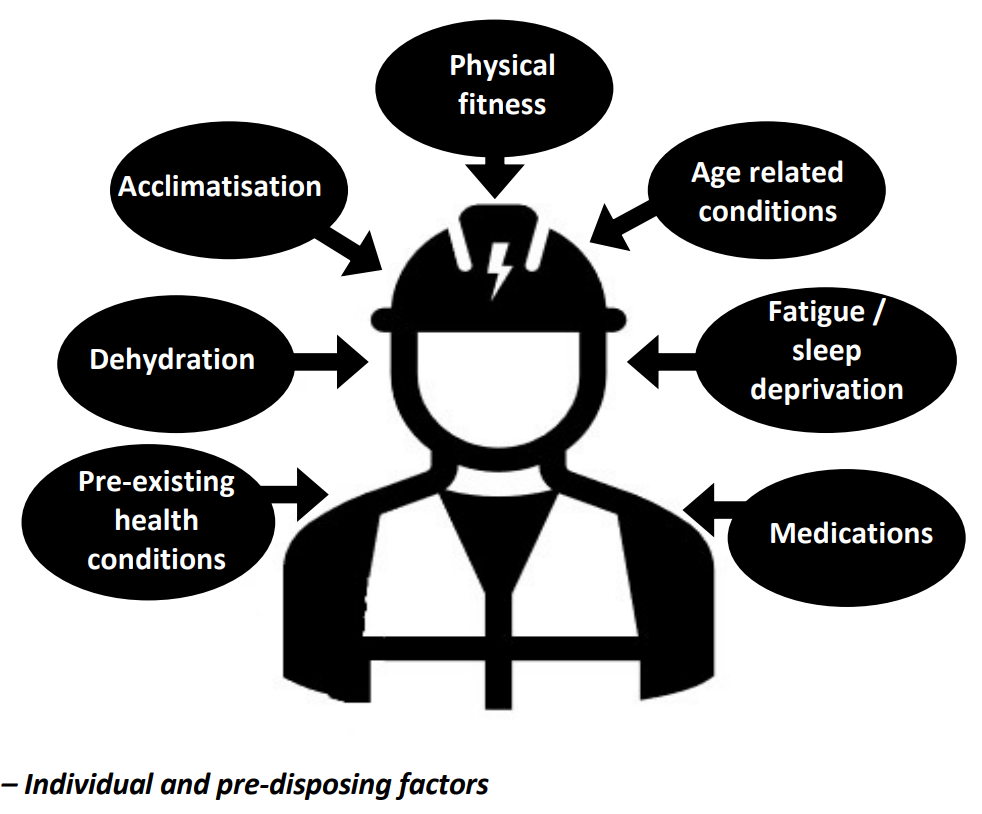 Physical
fitness
Acclimatisation
Age related
conditions
Dehydration
Fatigue /
sleep
deprivation
Pre-existing
health
conditions
Medications
– Individual and pre-disposing factors